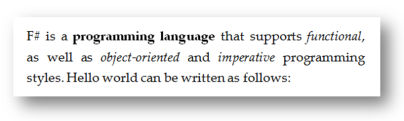 F# is a programming language that supports functional,
as well as object-oriented and imperative programming
styles. Hello world can be written as follows: